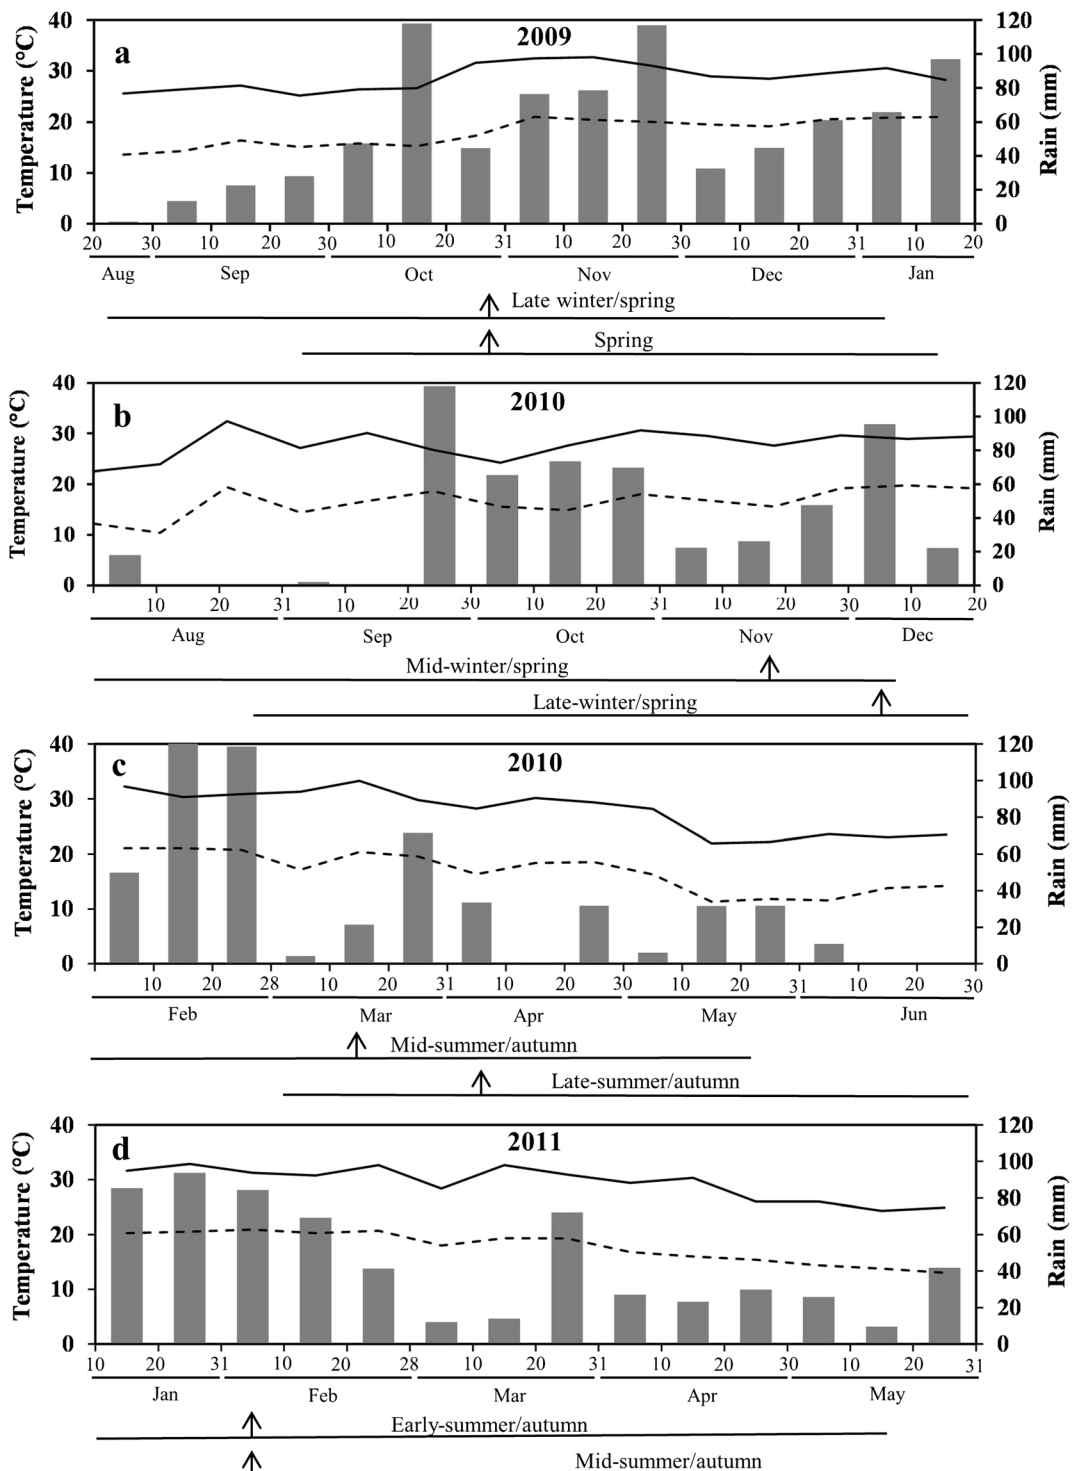 a
2009
Temperature (°C)
Rain (mm)
40 120
100
30
80
20 60
40
10
20
0 0
20 30 10 20 30 10 20 31 10 20 30 10 20 31 10 20
Aug Sep Oct Nov Dec Jan
Late winter/spring
Spring
b
2010
Temperature (°C)
Rain (mm)
40 120
100
30
80
20 60
40
10
20
0 0
10 20 31 10 20 30 10 20 31 10 20 30 10 20
Aug Sep Oct Nov Dec
Mid-winter/spring
Late-winter/spring
c
2010
Temperature (°C)
Rain (mm)
40 120
100
30
80
20 60
40
10
20
0 0
10 20 28 10 20 31 10 20 30 10 20 31 10 20 30
Feb Mar Apr May Jun
Mid-summer/autumn
Late-summer/autumn
d
2011
Temperature (°C)
Rain (mm)
40 120
100
30
80
20 60
40
10
20
0 0
10 20 31 10 20 28 10 20 31 10 20 30 10 20 31
Jan Feb Mar Apr May
Early-summer/autumn
Mid-summer/autumn